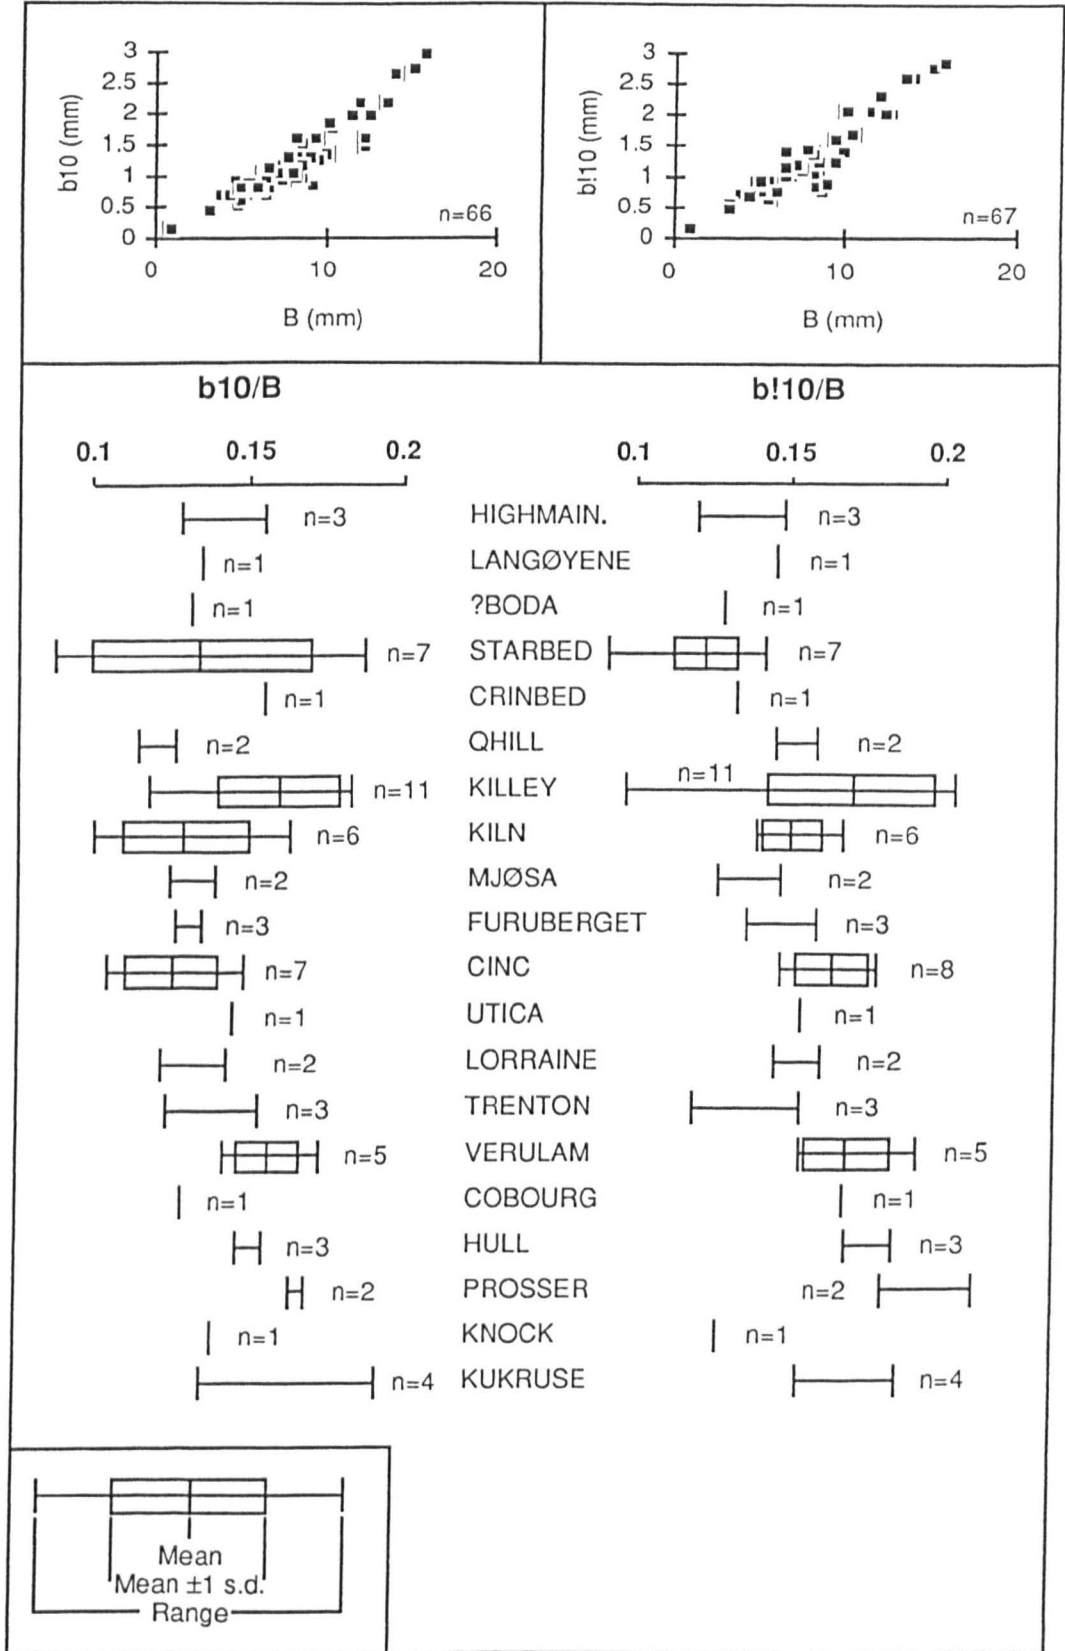 3
2.5
2
1.5
1
0.5
0
b10 (mm)
n=66
0 10 20
B (mm)
3
2.5
2
1.5
1
0.5
0
b!10 (mm)
n=67
0 10 20
B (mm)
b10/B b!10/B
0.1 0.15 0.2 0.1 0.15 0.2
n=3 HIGHMAIN. n=3
n=1 LANGØYENE n=1
n=1 ?BODA n=1
n=7 STARBED n=7
n=1 CRINBED n=1
n=2 QHILL n=2
n=11 KILLEY n=11
n=6 KILN n=6
n=2 MJØSA n=2
n=3 FURUBERGET n=3
n=7 CINC n=8
n=1 UTICA n=1
n=2 LORRAINE n=2
n=3 TRENTON n=3
n=5 VERULAM n=5
n=1 COBOURG n=1
n=3 HULL n=3
n=2 PROSSER n=2
n=1 KNOCK n=1
n=4 KUKRUSE n=4
Mean
Mean ±1 s.d.
Range